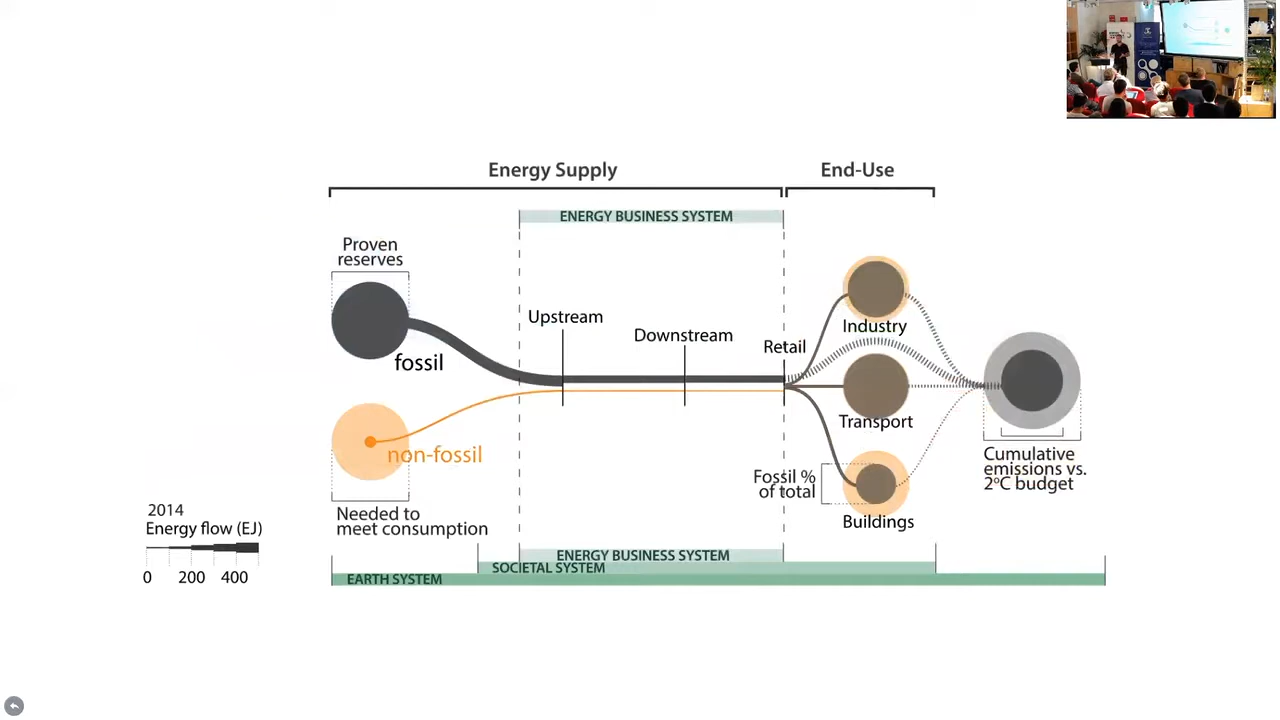 Energy Supply
End-Use
ENERGY BUSINESS SYSTEM
Proven
reserves
fossil
Upstream
Downstream
Retail
Industry
Transport
non-fossil
Needed to
meet consumption
Fossil %
of total
Buildings
Cumulative
emissions vs.
2°C budget
2014
Energy flow (EJ)
0 200 400
ENERGY BUSINESS SYSTEM
SOCIETAL SYSTEM
EARTH SYSTEM